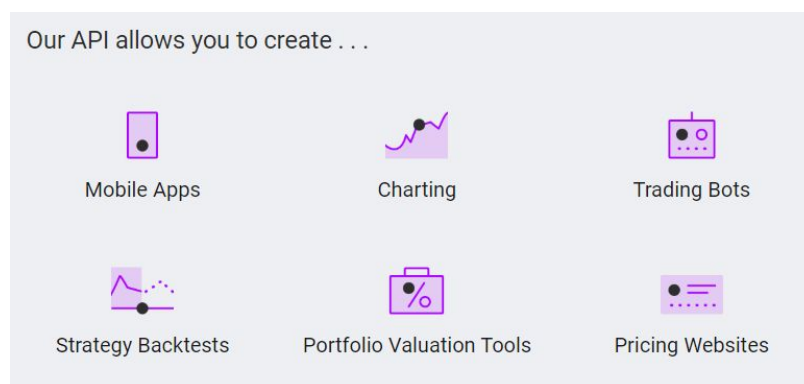 Our API allows you to create . . .
Mobile Apps
Charting
Trading Bots
Strategy Backtests
Portfolio Valuation Tools
Pricing Websites